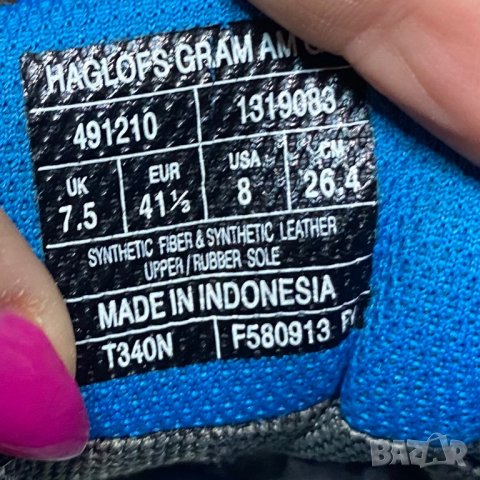 HAGLOFS GRAM AM
491210 1319083
UK EUR USA CM
7.5 41⅓ 8 26.4
SYNTHETIC FIBER & SYNTHETIC LEATHER
UPPER / RUBBER SOLE
MADE IN INDONESIA
T340N F580913
BAZAR